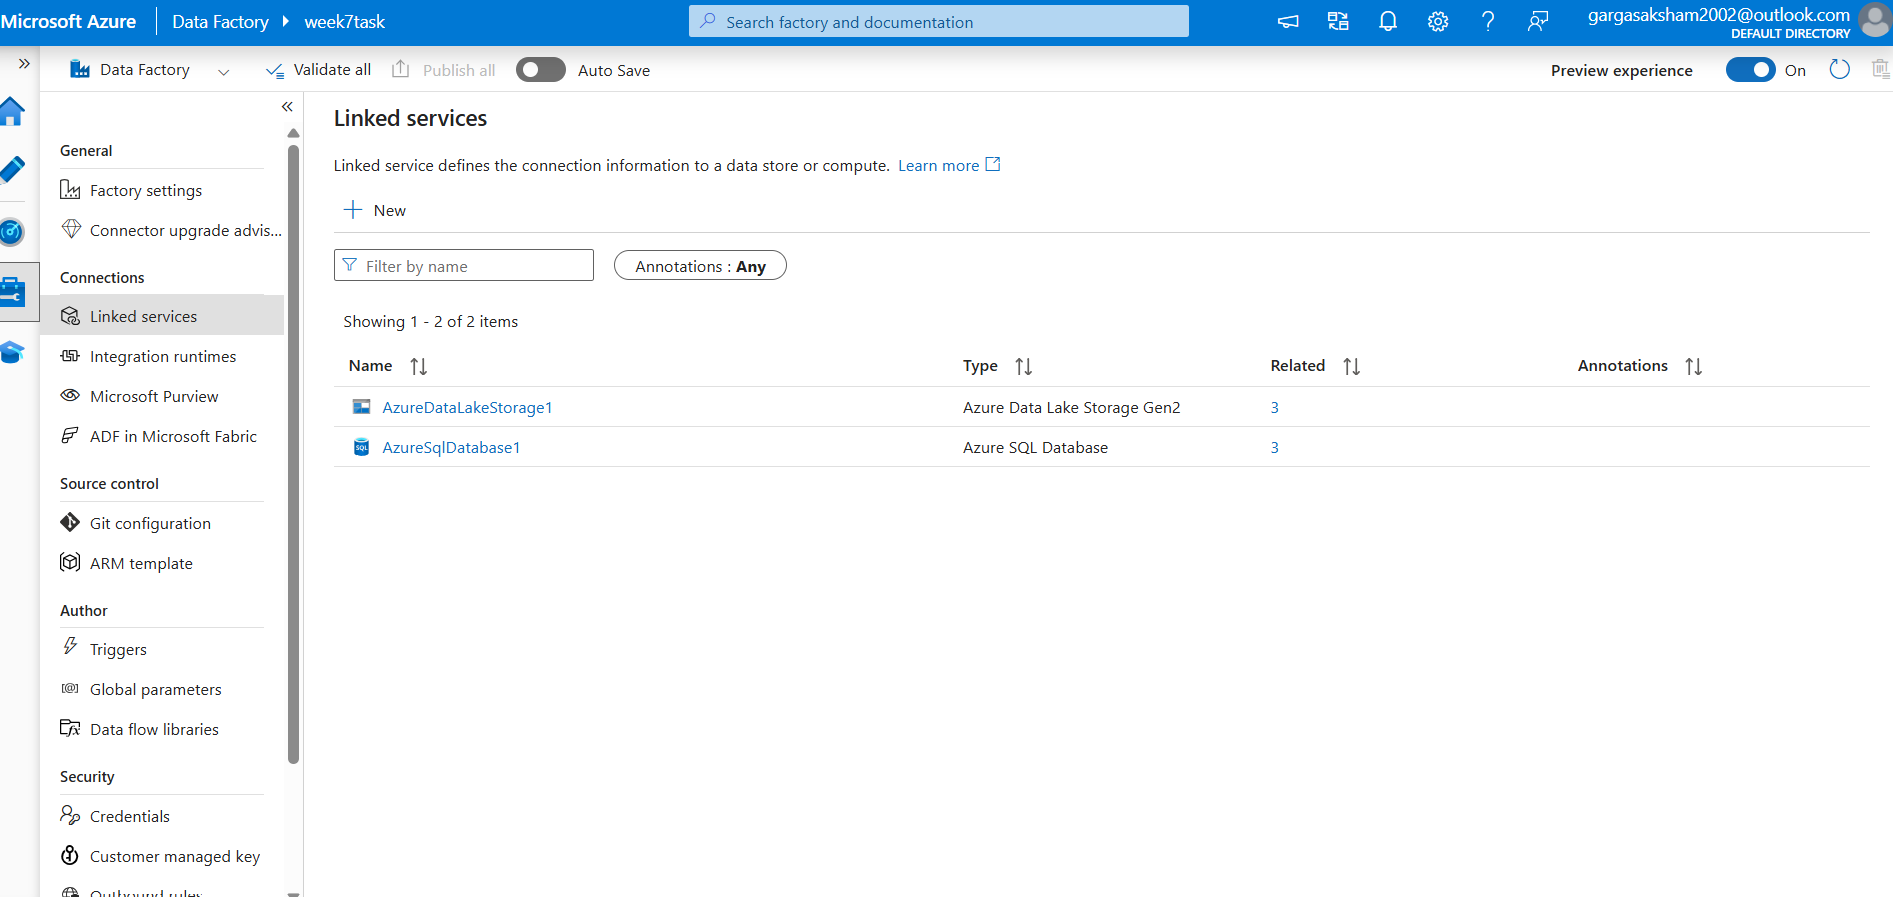 Microsoft Azure
Data Factory
week7task
Search factory and documentation
gargasaksham2002@outlook.com
DEFAULT DIRECTORY
Data Factory
Validate all
Publish all
Auto Save
Preview experience
On
General
Factory settings
Connector upgrade advis...
Connections
Linked services
Integration runtimes
Microsoft Purview
ADF in Microsoft Fabric
Source control
Git configuration
ARM template
Author
Triggers
Global parameters
Data flow libraries
Security
Credentials
Customer managed key
Outbound rules
Linked services
Linked service defines the connection information to a data store or compute. Learn more
New
Filter by name
Annotations : Any
Showing 1 - 2 of 2 items
Name Type Related Annotations
AzureDataLakeStorage1 Azure Data Lake Storage Gen2 3
SQL AzureSqlDatabase1 Azure SQL Database 3